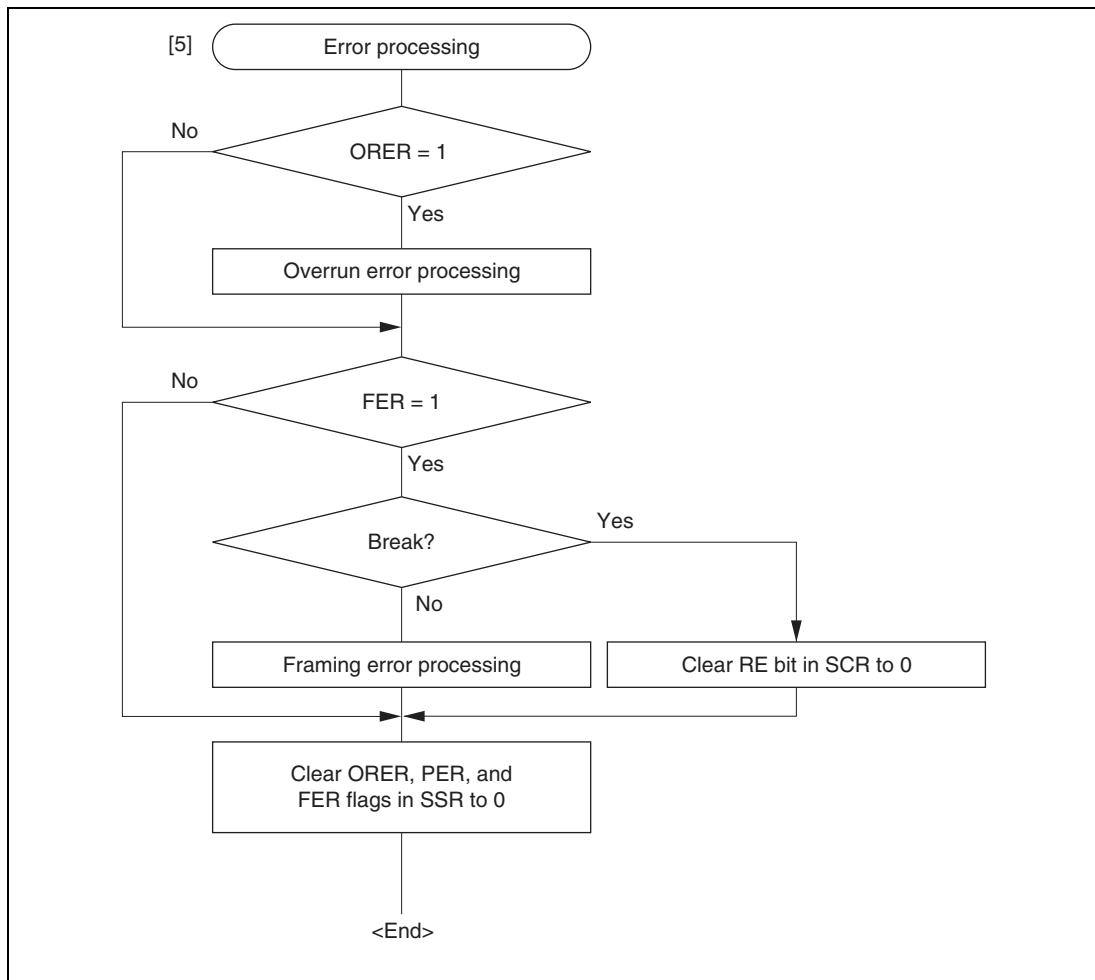 [5] Error processing
No
ORER = 1
Yes
Overrun error processing
No
FER = 1
Yes
Yes
Break?
No
Framing error processing
Clear RE bit in SCR to 0
Clear ORER, PER, and
FER flags in SSR to 0
<End>